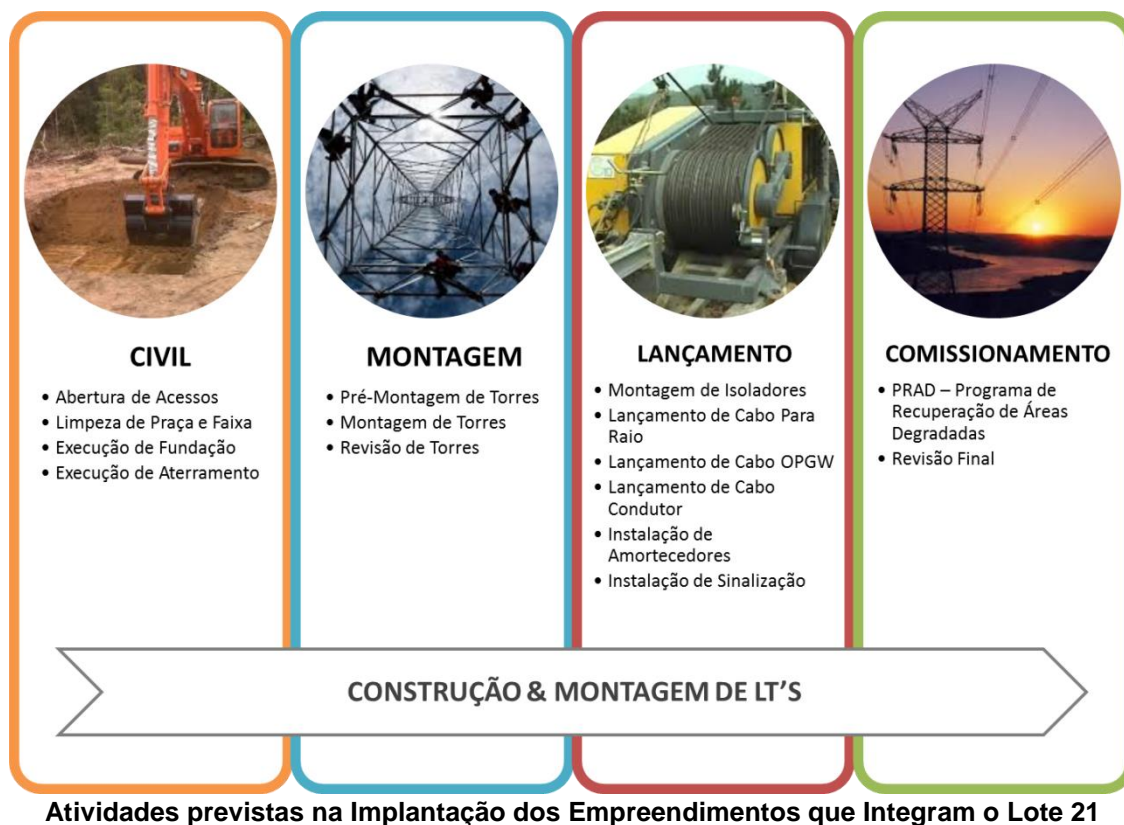 CIVIL
• Abertura de Acessos
• Limpeza de Praça e Faixa
• Execução de Fundação
• Execução de Aterramento
MONTAGEM
• Pré-Montagem de Torres
• Montagem de Torres
• Revisão de Torres
LANÇAMENTO
• Montagem de Isoladores
• Lançamento de Cabo Para
Raio
• Lançamento de Cabo OPGW
• Lançamento de Cabo
Condutor
• Instalação de
Amortecedores
• Instalação de Sinalização
COMISSIONAMENTO
• PRAD – Programa de
Recuperação de Áreas
Degradadas
• Revisão Final
CONSTRUÇÃO & MONTAGEM DE LT’S
Atividades previstas na Implantação dos Empreendimentos que Integram o Lote 21